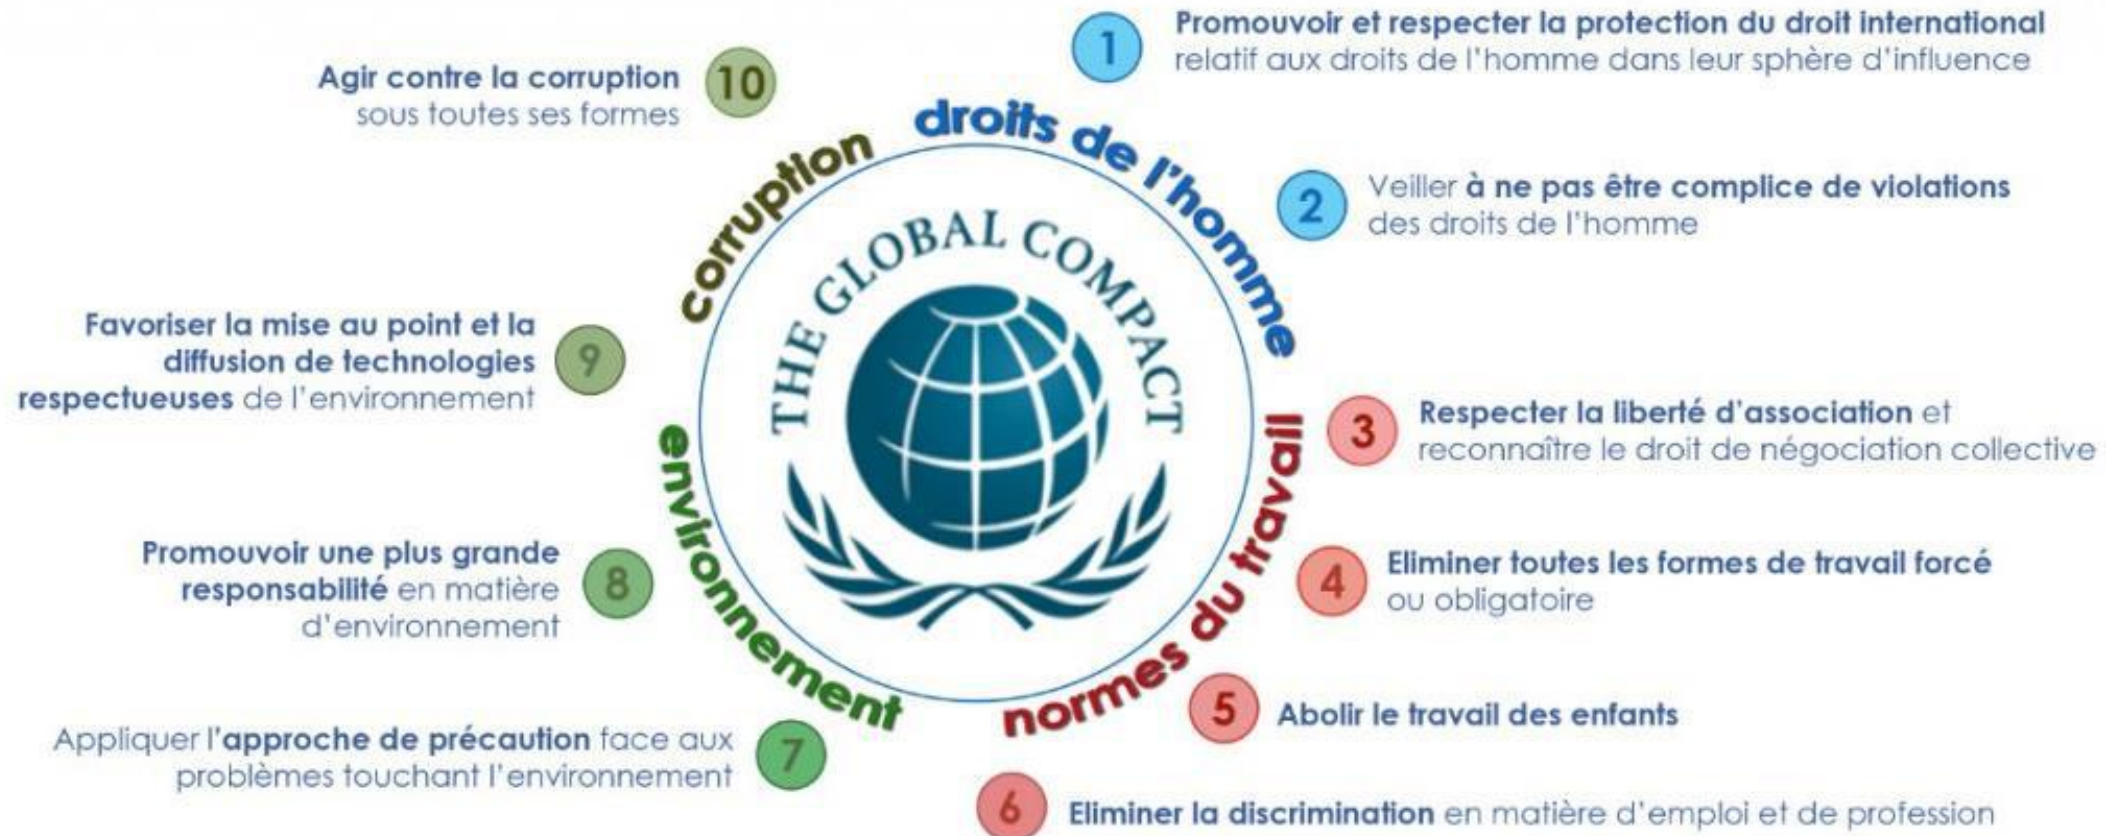 1
Promouvoir et respecter la protection du droit international
relatif aux droits de l'homme dans leur sphère d'influence
2
Veiller à ne pas être complice de violations
des droits de l'homme
3
Respecter la liberté d'association et
reconnaître le droit de négociation collective
4
Eliminer toutes les formes de travail forcé
ou obligatoire
5
Abolir le travail des enfants
6
Eliminer la discrimination en matière d'emploi et de profession
7
Appliquer l'approche de précaution face aux
problèmes touchant l'environnement
8
Promouvoir une plus grande
responsabilité en matière
d'environnement
9
Favoriser la mise au point et la
diffusion de technologies
respectueuses de l'environnement
10
Agir contre la corruption
sous toutes ses formes
droits de l'homme
normes du travail
environnement
corruption
THE GLOBAL COMPACT